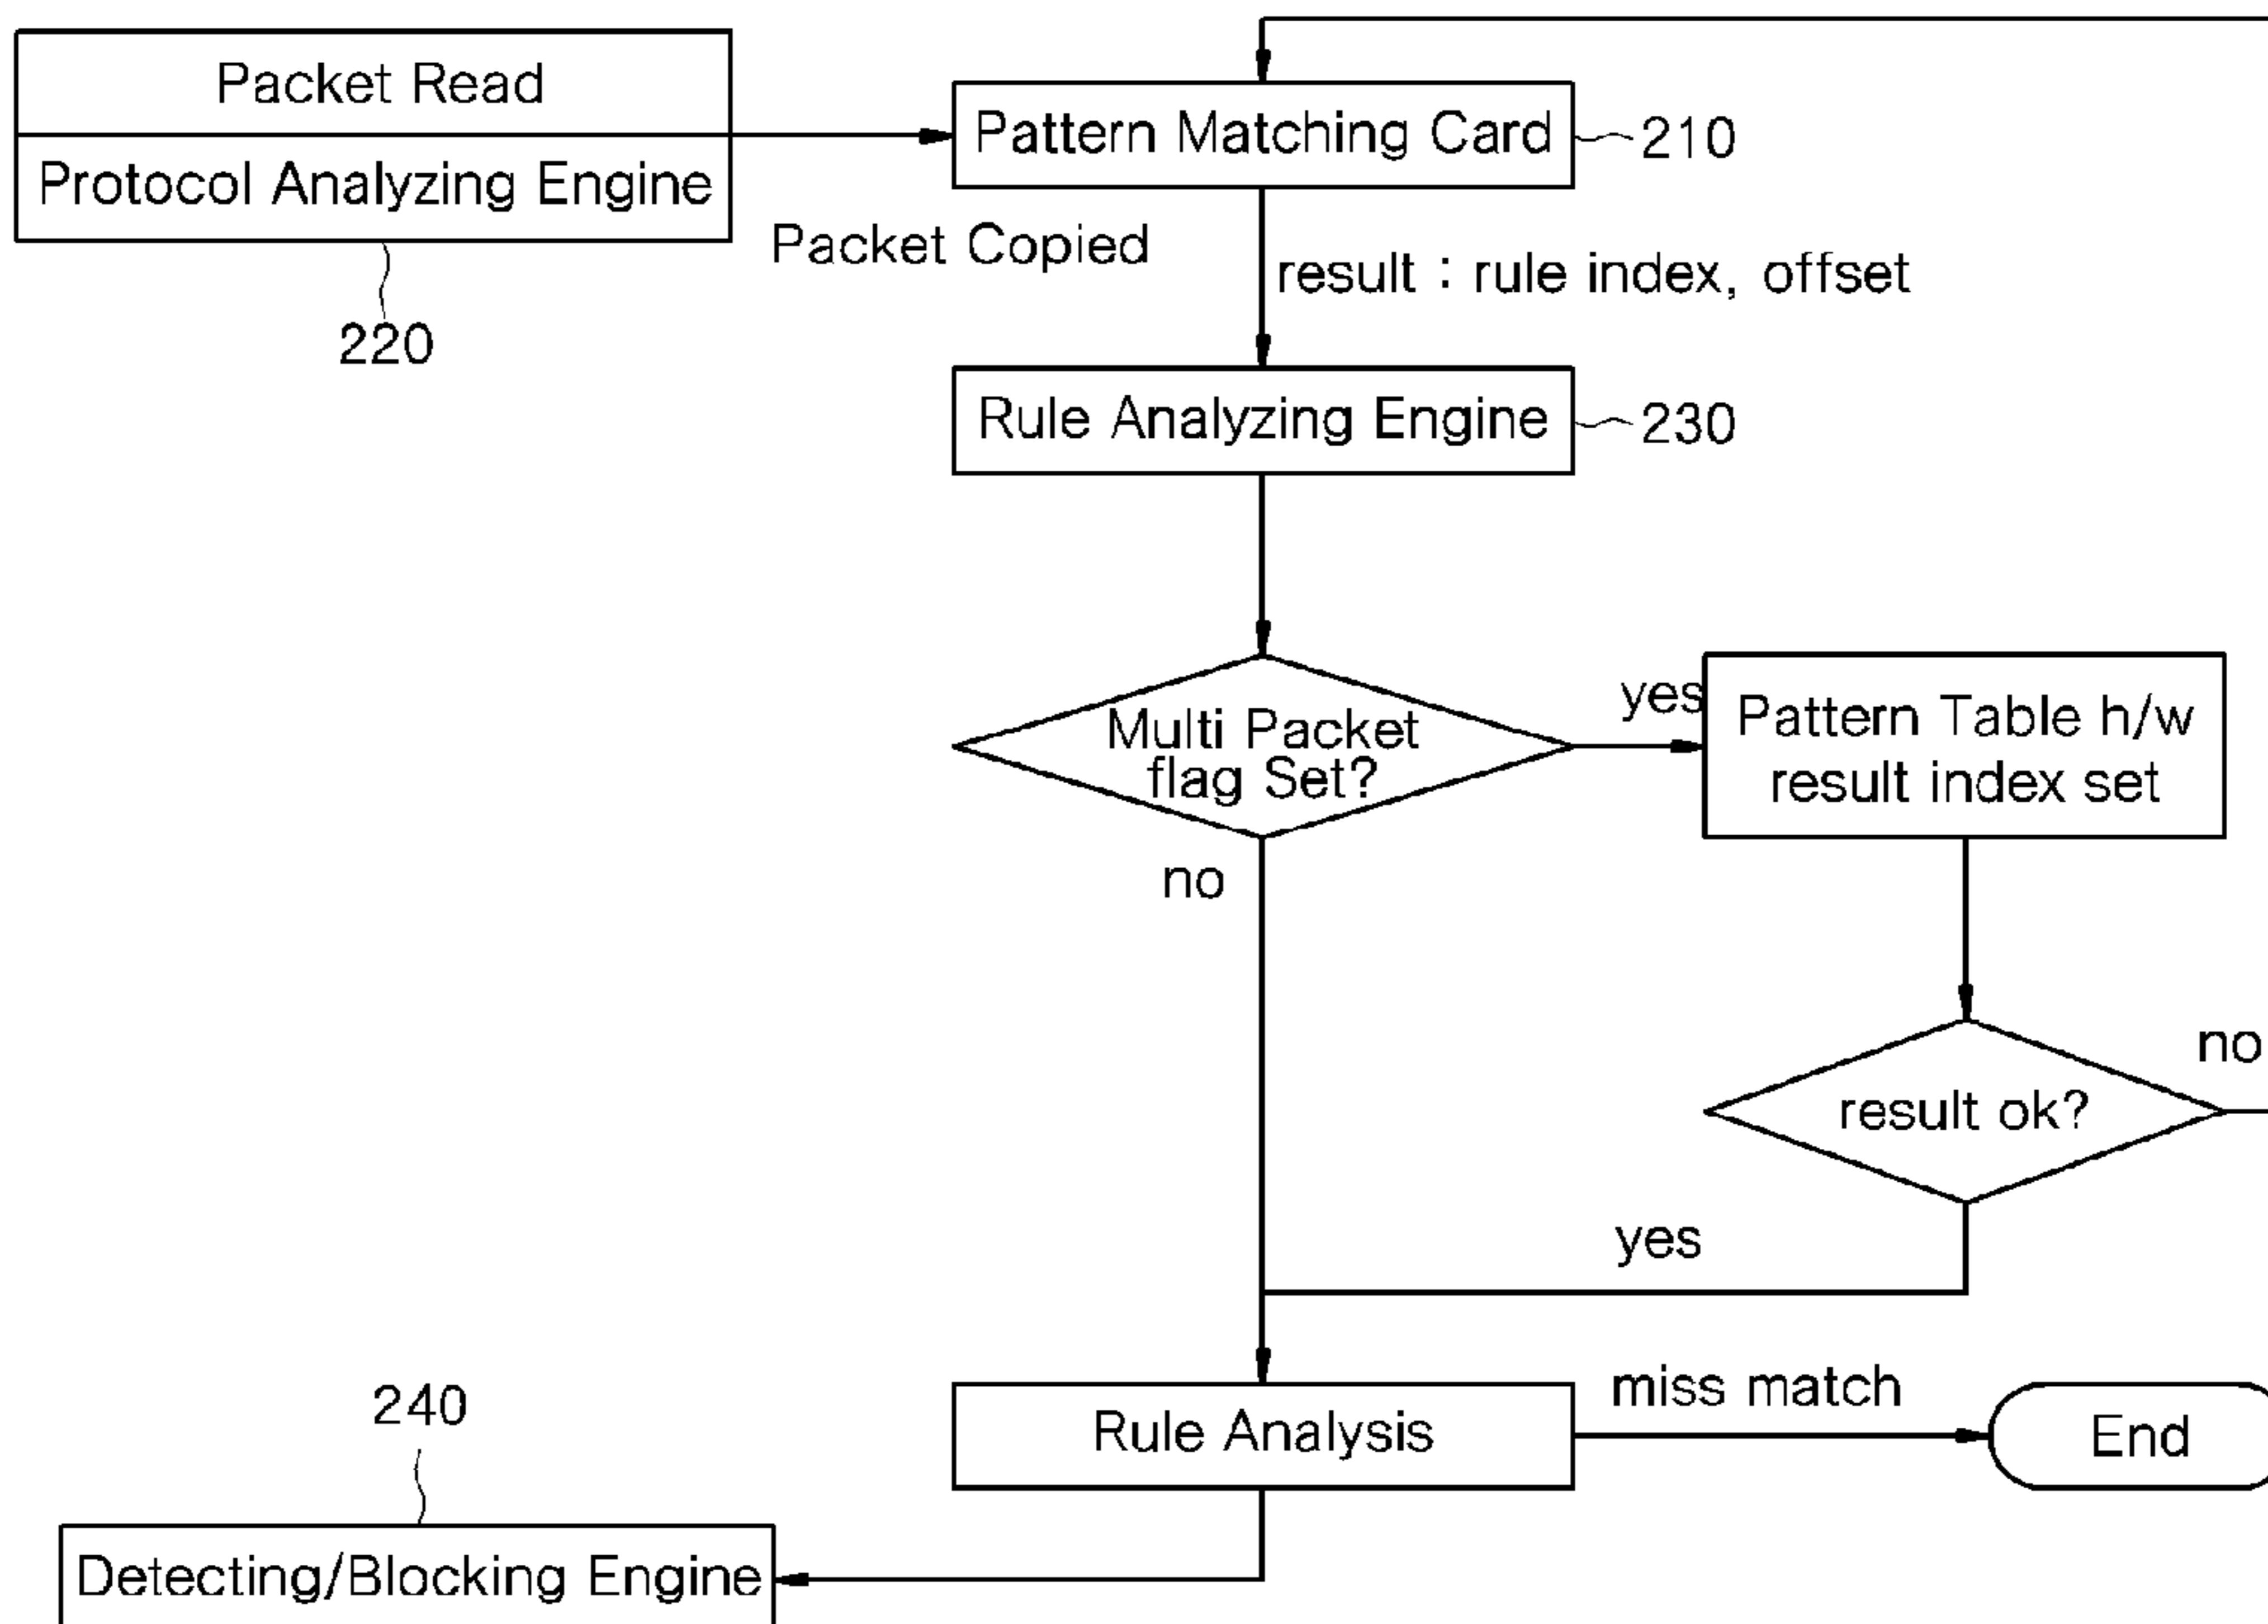 Packet Read
Protocol Analyzing Engine
220
Pattern Matching Card
210
Packet Copied
result : rule index, offset
Rule Analyzing Engine
230
Multi Packet
flag Set?
yes
Pattern Table h/w
result index set
no
result ok?
no
yes
Rule Analysis
miss match
End
240
Detecting/Blocking Engine